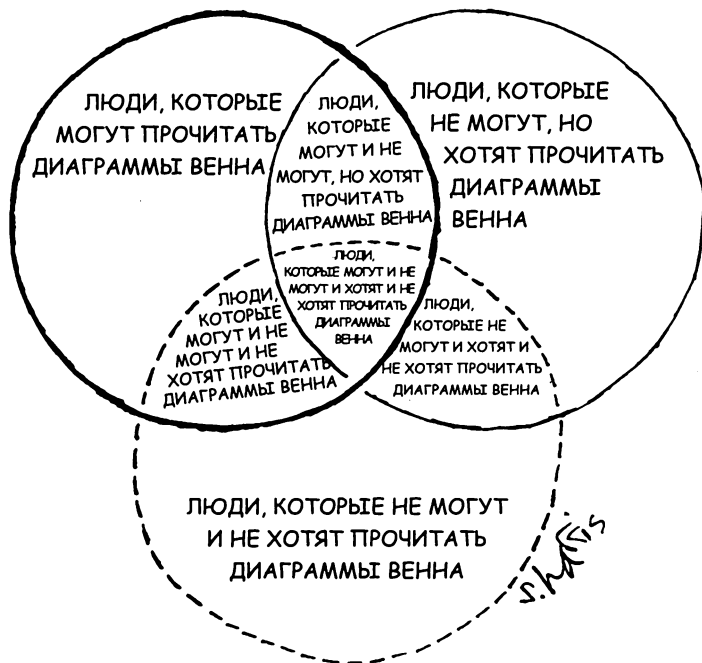 ЛЮДИ, КОТОРЫЕ
МОГУТ ПРОЧИТАТЬ
ДИАГРАММЫ ВЕННА
ЛЮДИ,
КОТОРЫЕ
МОГУТ И НЕ
МОГУТ, НО ХОТЯТ
ПРОЧИТАТЬ
ДИАГРАММЫ ВЕННА
ЛЮДИ, КОТОРЫЕ
НЕ МОГУТ, НО
ХОТЯТ ПРОЧИТАТЬ
ДИАГРАММЫ
ВЕННА
ЛЮДИ,
КОТОРЫЕ МОГУТ И НЕ
МОГУТ И ХОТЯТ И НЕ
ХОТЯТ ПРОЧИТАТЬ
ДИАГРАММЫ
ВЕННА
ЛЮДИ,
КОТОРЫЕ
МОГУТ И НЕ
МОГУТ И НЕ
ХОТЯТ ПРОЧИТАТЬ
ДИАГРАММЫ ВЕННА
ЛЮДИ,
КОТОРЫЕ НЕ
МОГУТ И ХОТЯТ И
НЕ ХОТЯТ ПРОЧИТАТЬ
ДИАГРАММЫ ВЕННА
ЛЮДИ, КОТОРЫЕ НЕ МОГУТ
И НЕ ХОТЯТ ПРОЧИТАТЬ
ДИАГРАММЫ ВЕННА
s.harris